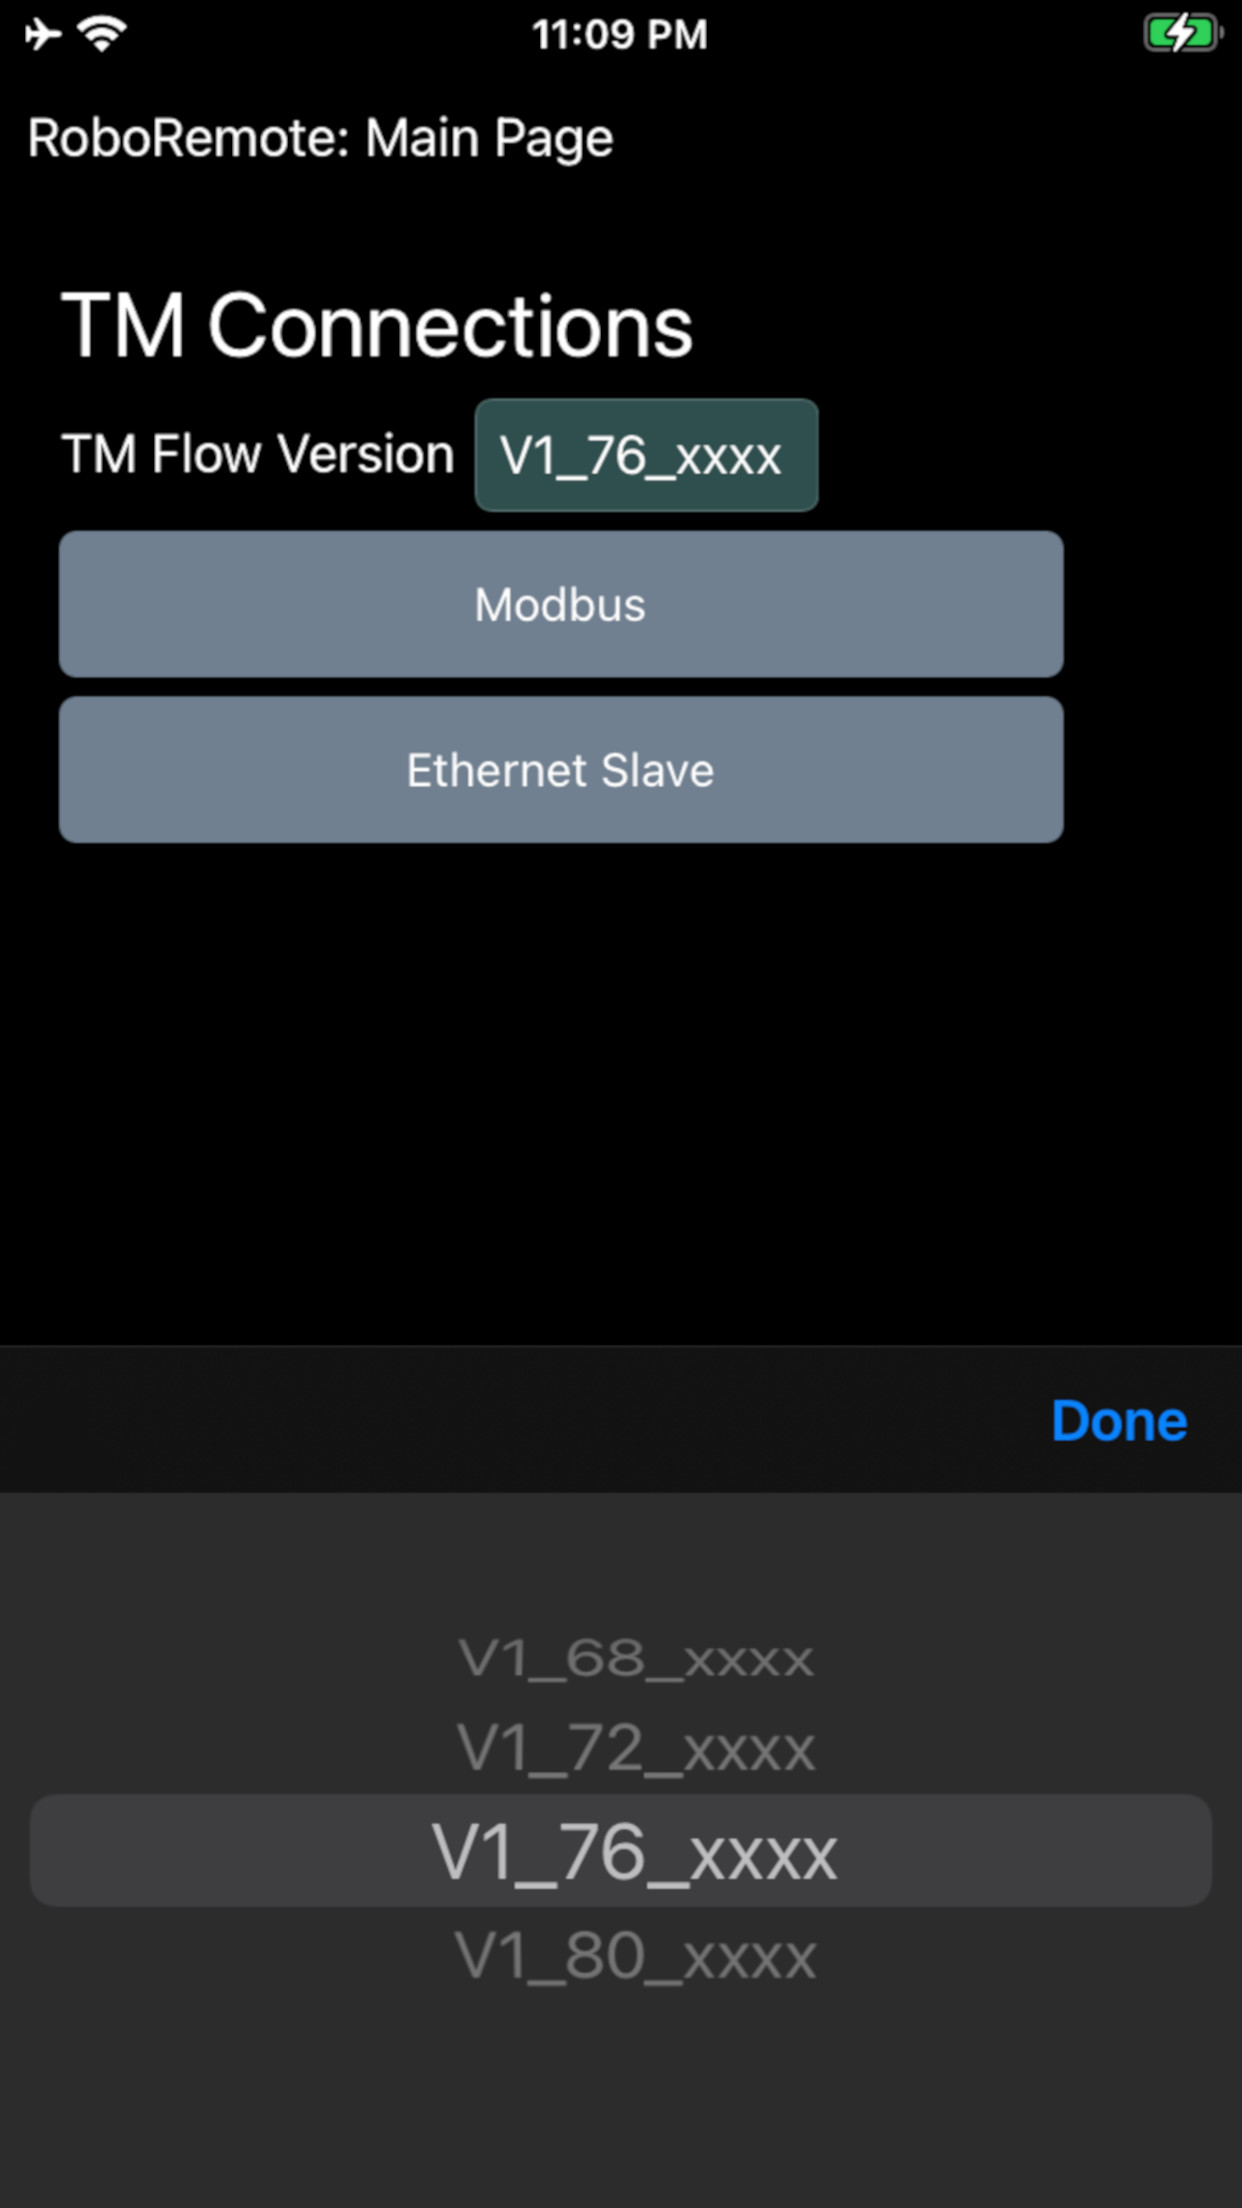 11:09 PM
RoboRemote: Main Page
TM Connections
TM Flow Version V1_76_xxxx
Modbus
Ethernet Slave
Done
V1_68_xxxx
V1_72_xxxx
V1_76_xxxx
V1_80_xxxx